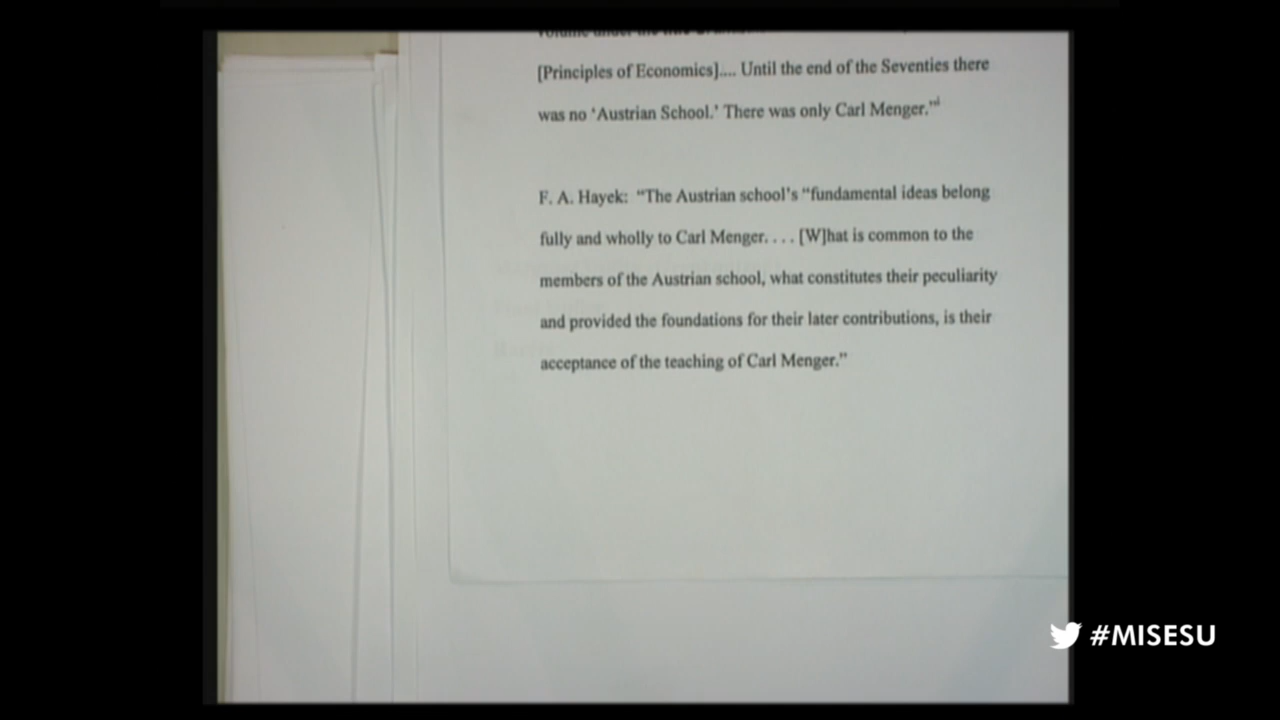 volume under the
[Principles of Economics].... Until the end of the Seventies there
was no ‘Austrian School.’ There was only Carl Menger.”i
F. A. Hayek: “The Austrian school’s “fundamental ideas belong
fully and wholly to Carl Menger. . . . [W]hat is common to the
members of the Austrian school, what constitutes their peculiarity
and provided the foundations for their later contributions, is their
acceptance of the teaching of Carl Menger.”
#MISESU